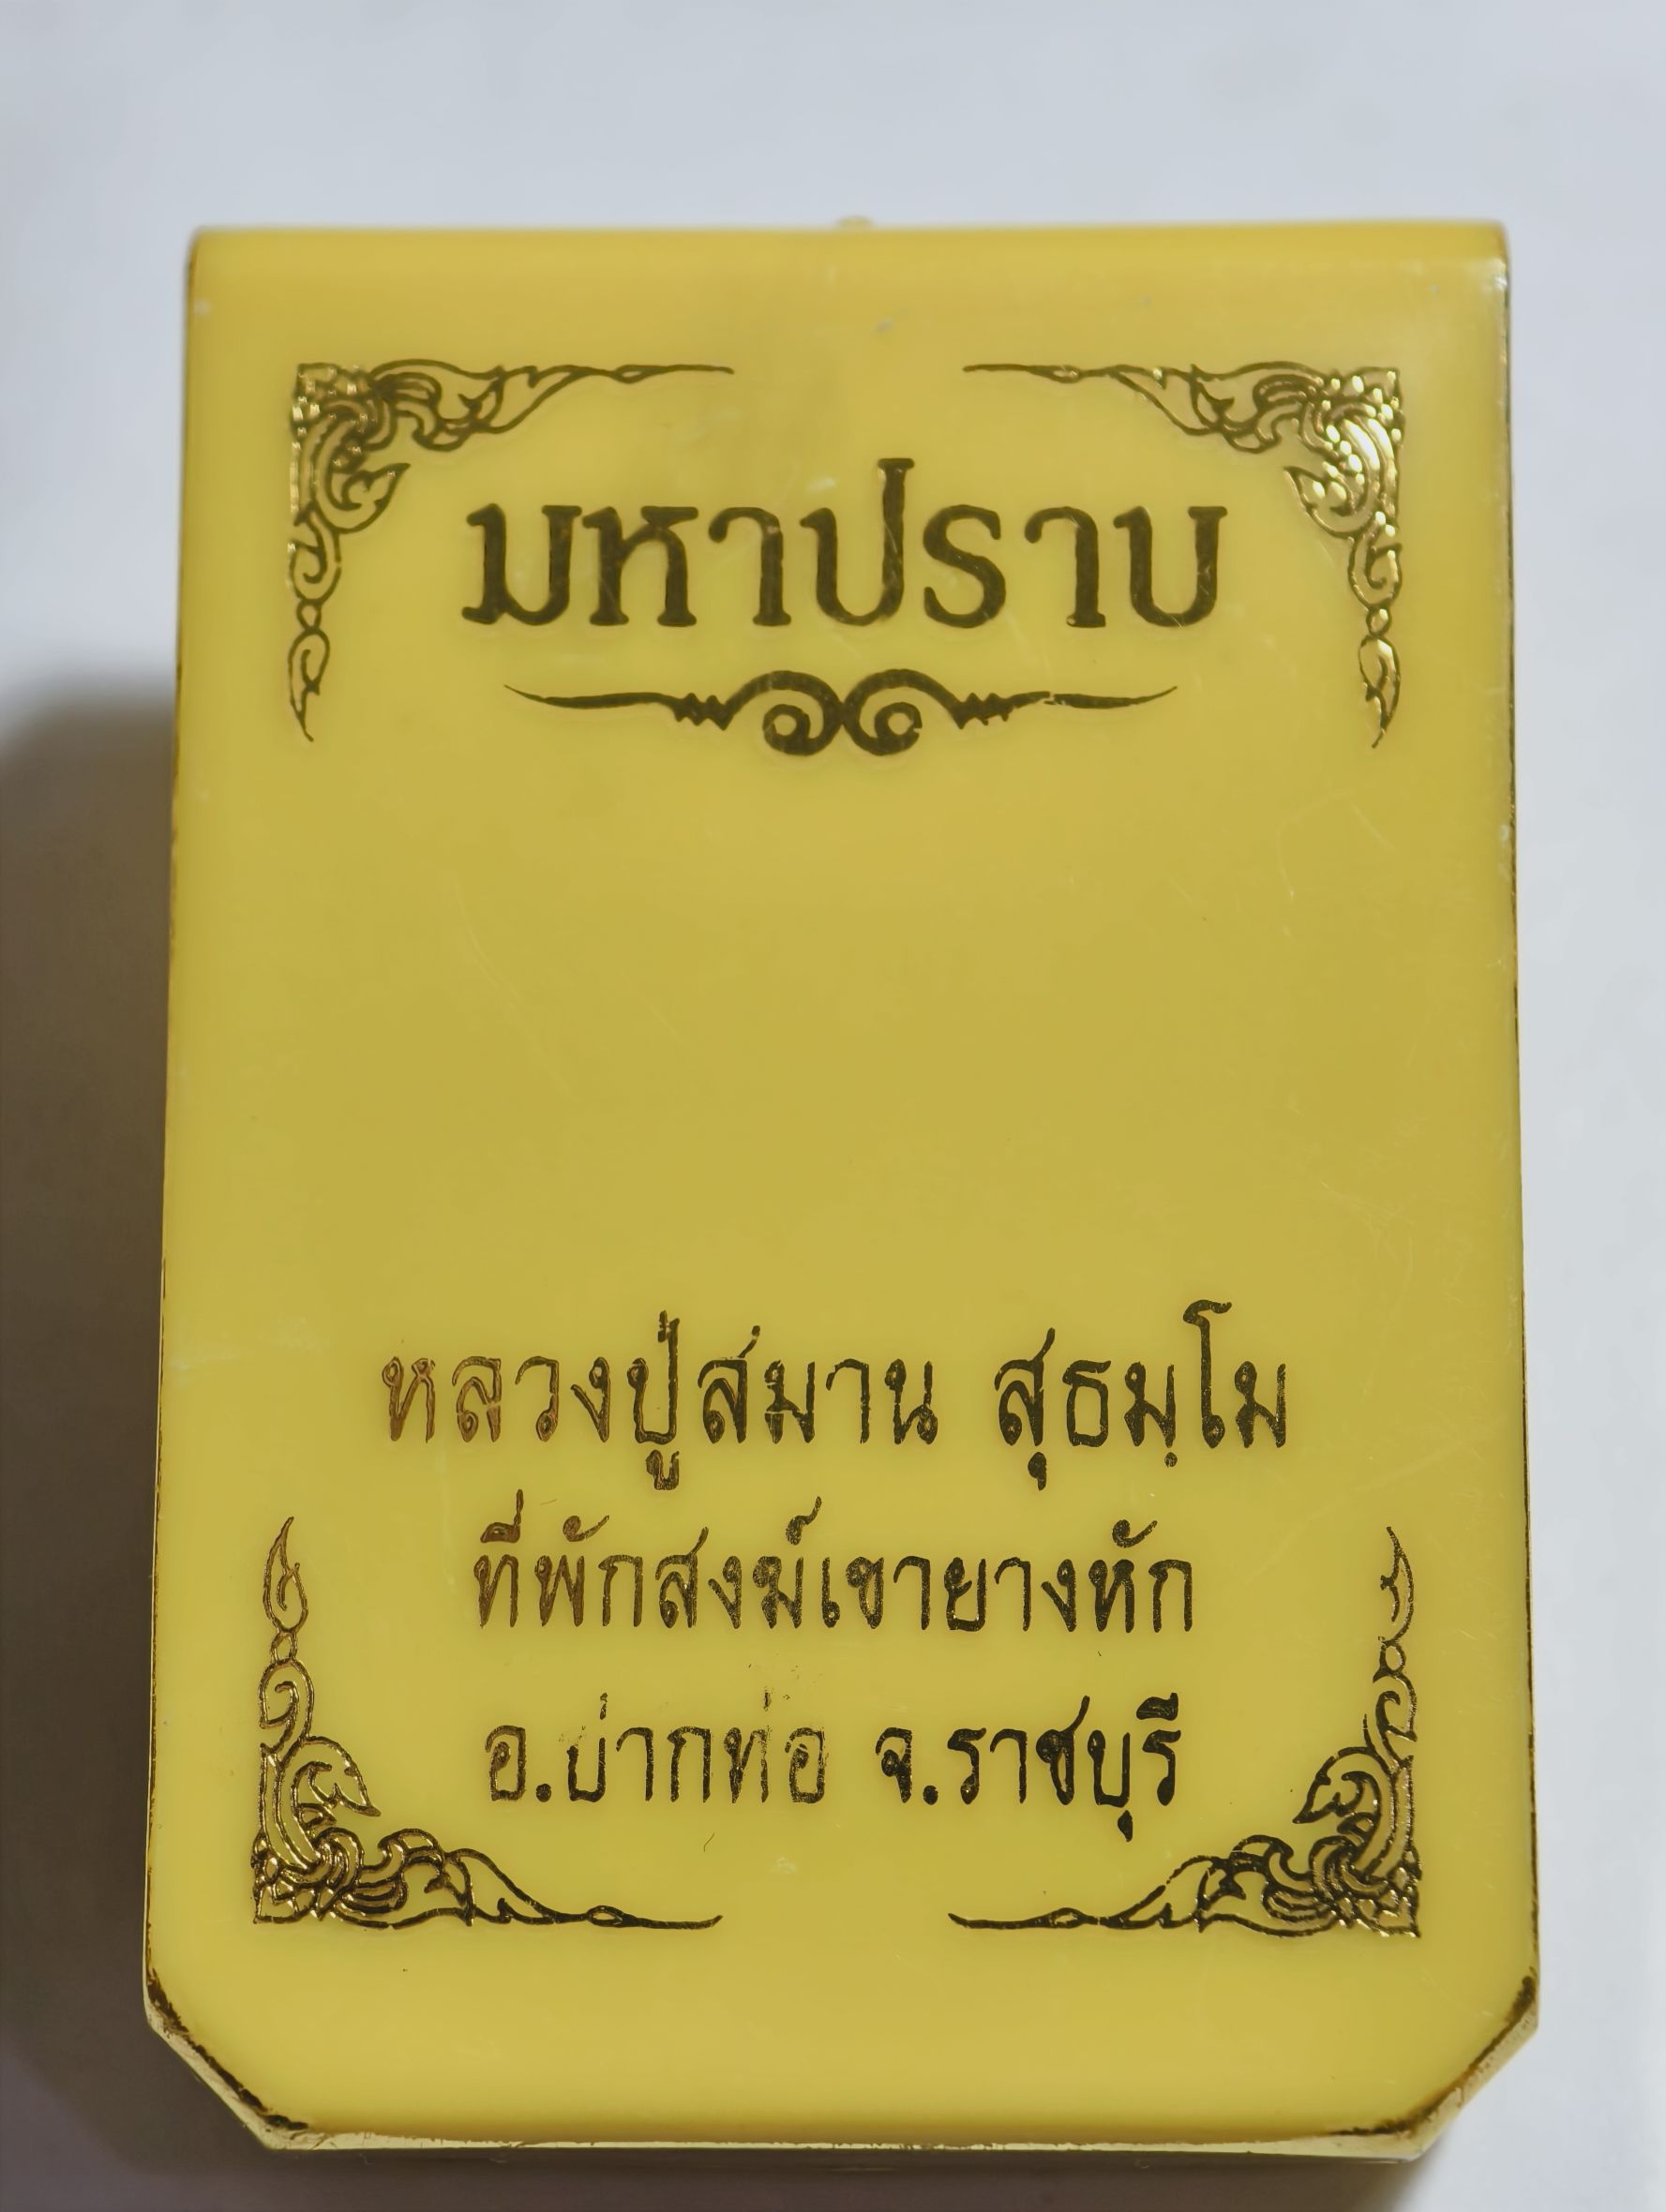 มหาปราบ
หลวงปู่สมาน สุธมฺโม
ที่พักสงฆ์เขายางหัก
อ.ปากท่อ จ.ราชบุรี